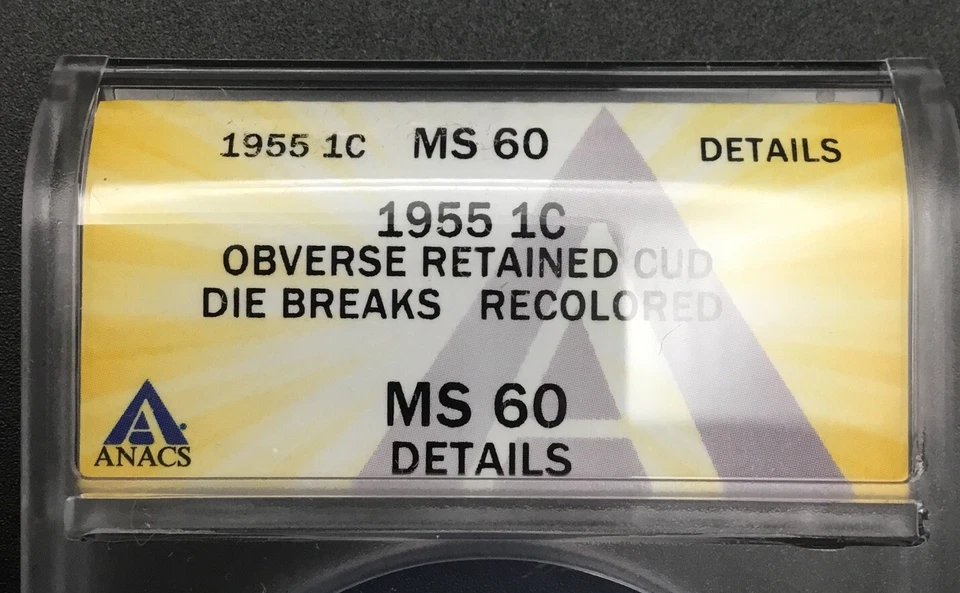 1955 1C MS 60 DETAILS
1955 1C
OBVERSE RETAINED CUD
DIE BREAKS RECOLORED
MS 60
DETAILS
ANACS